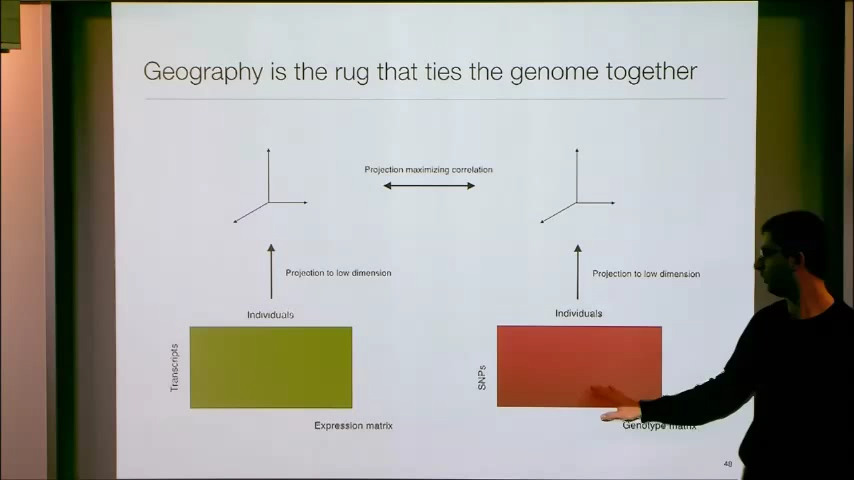 Geography is the rug that ties the genome together
Projection maximizing correlation
Projection to low dimension
Projection to low dimension
Individuals
Individuals
Transcripts
SNPs
Expression matrix
Genotype matrix
48